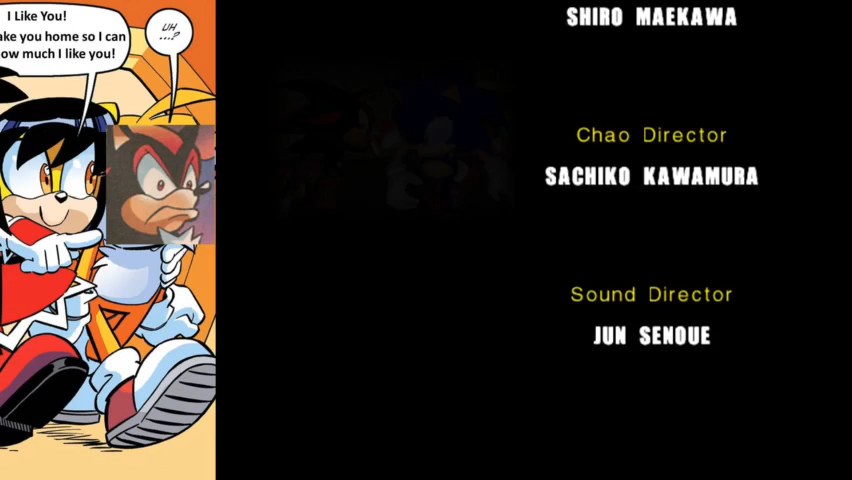 I Like You!
ake you home so I can
ow much I like you!
UH
....?
SHIRO MAEKAWA
Chao Director
SACHIKO KAWAMURA
Sound Director
JUN SENOUE